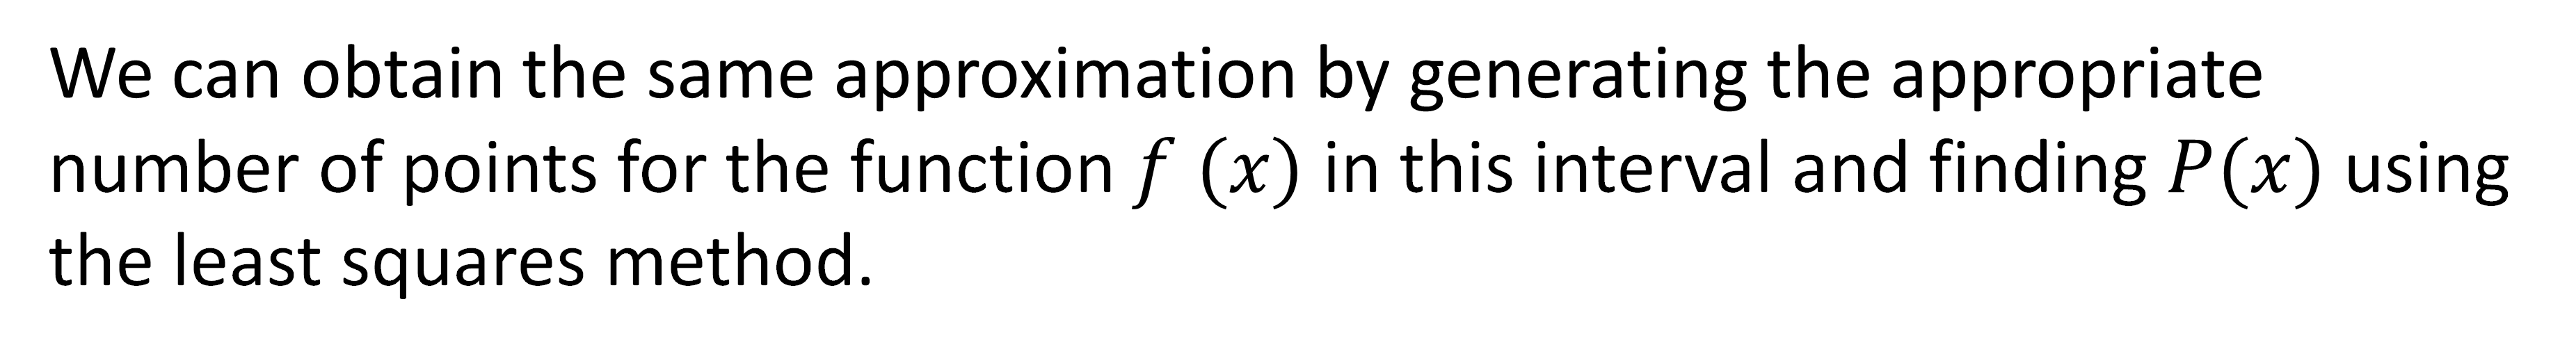 We can obtain the same approximation by generating the appropriate
number of points for the function f (x) in this interval and finding P(x) using
the least squares method.